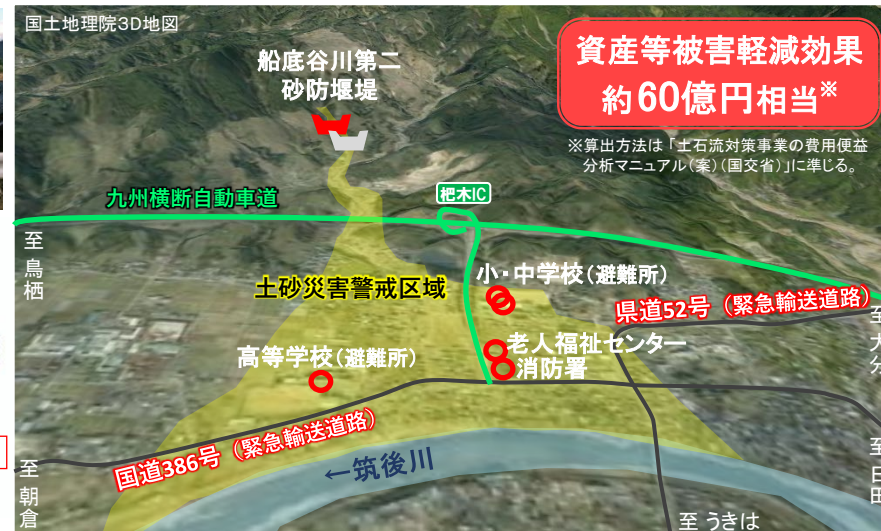 国土地理院3D地図
資産等被害軽減効果
約60億円相当※
※算出方法は「土石流対策事業の費用便益
分析マニュアル(案)(国交省)」に準じる。
船底谷川第二
砂防堰堤
九州横断自動車道
杷木IC
至 鳥栖
土砂災害警戒区域
小・中学校(避難所)
県道52号(緊急輸送道路)
至 大分
老人福祉センター
消防署
高等学校(避難所)
国道386号(緊急輸送道路)
←筑後川
至 朝倉
至 日田
至 うきは